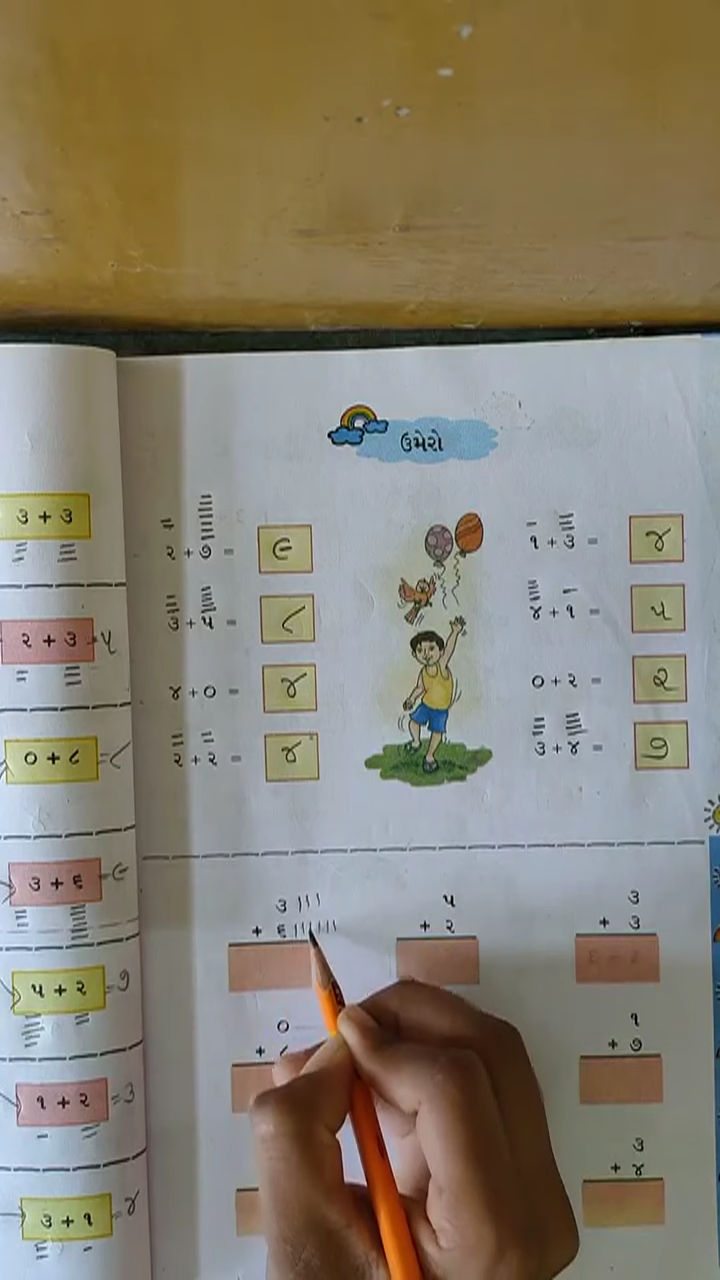 ઉમેરો
૩ + ૩
૨ + ૩ = ૫
૦ + ૮ = ૮
૩ + ૬ = ૯
૫ + ૨ = ૭
૧ + ૨ = ૩
૩ + ૧ = ૪
૨ + ૭ = ૯
૩ + ૫ = ૮
૪ + ૦ = ૪
૨ + ૨ = ૪
૧ + ૩ = ૪
૪ + ૧ = ૫
૦ + ૨ = ૨
૩ + ૪ = ૭
૩
+ ૬
૫
+ ૨
૩
+ ૩
૦
+
૧
+ ૭
૩
+ ૪